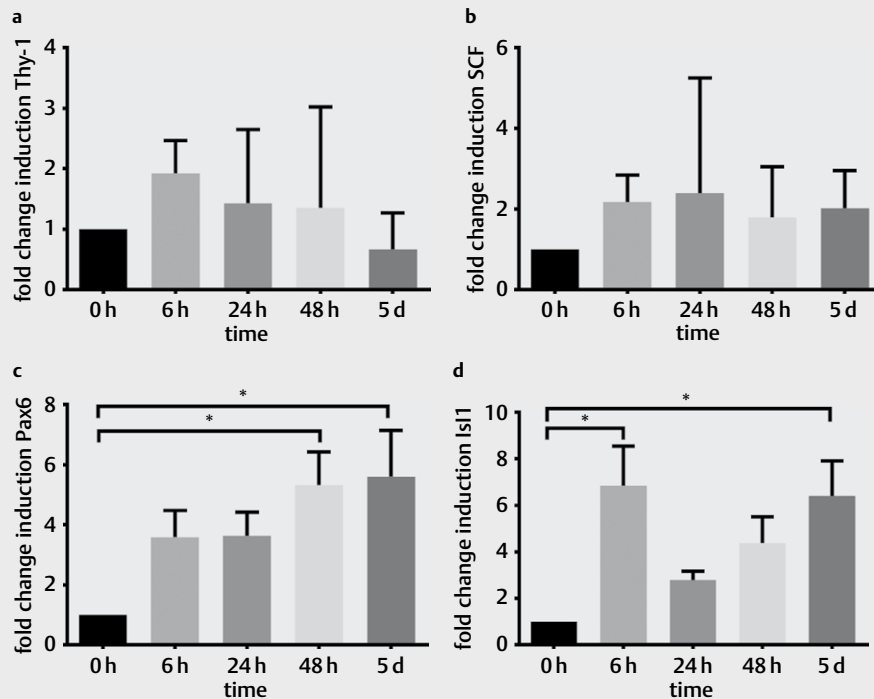 a
fold change induction Thy-1
4
3
2
1
0
0 h 6 h 24 h 48 h 5 d
time
b
fold change induction SCF
6
4
2
0
0 h 6 h 24 h 48 h 5 d
time
c
fold change induction Pax6
8
6
4
2
0
*
*
0 h 6 h 24 h 48 h 5 d
time
d
fold change induction Isl1
10
8
6
4
2
0
*
*
0 h 6 h 24 h 48 h 5 d
time